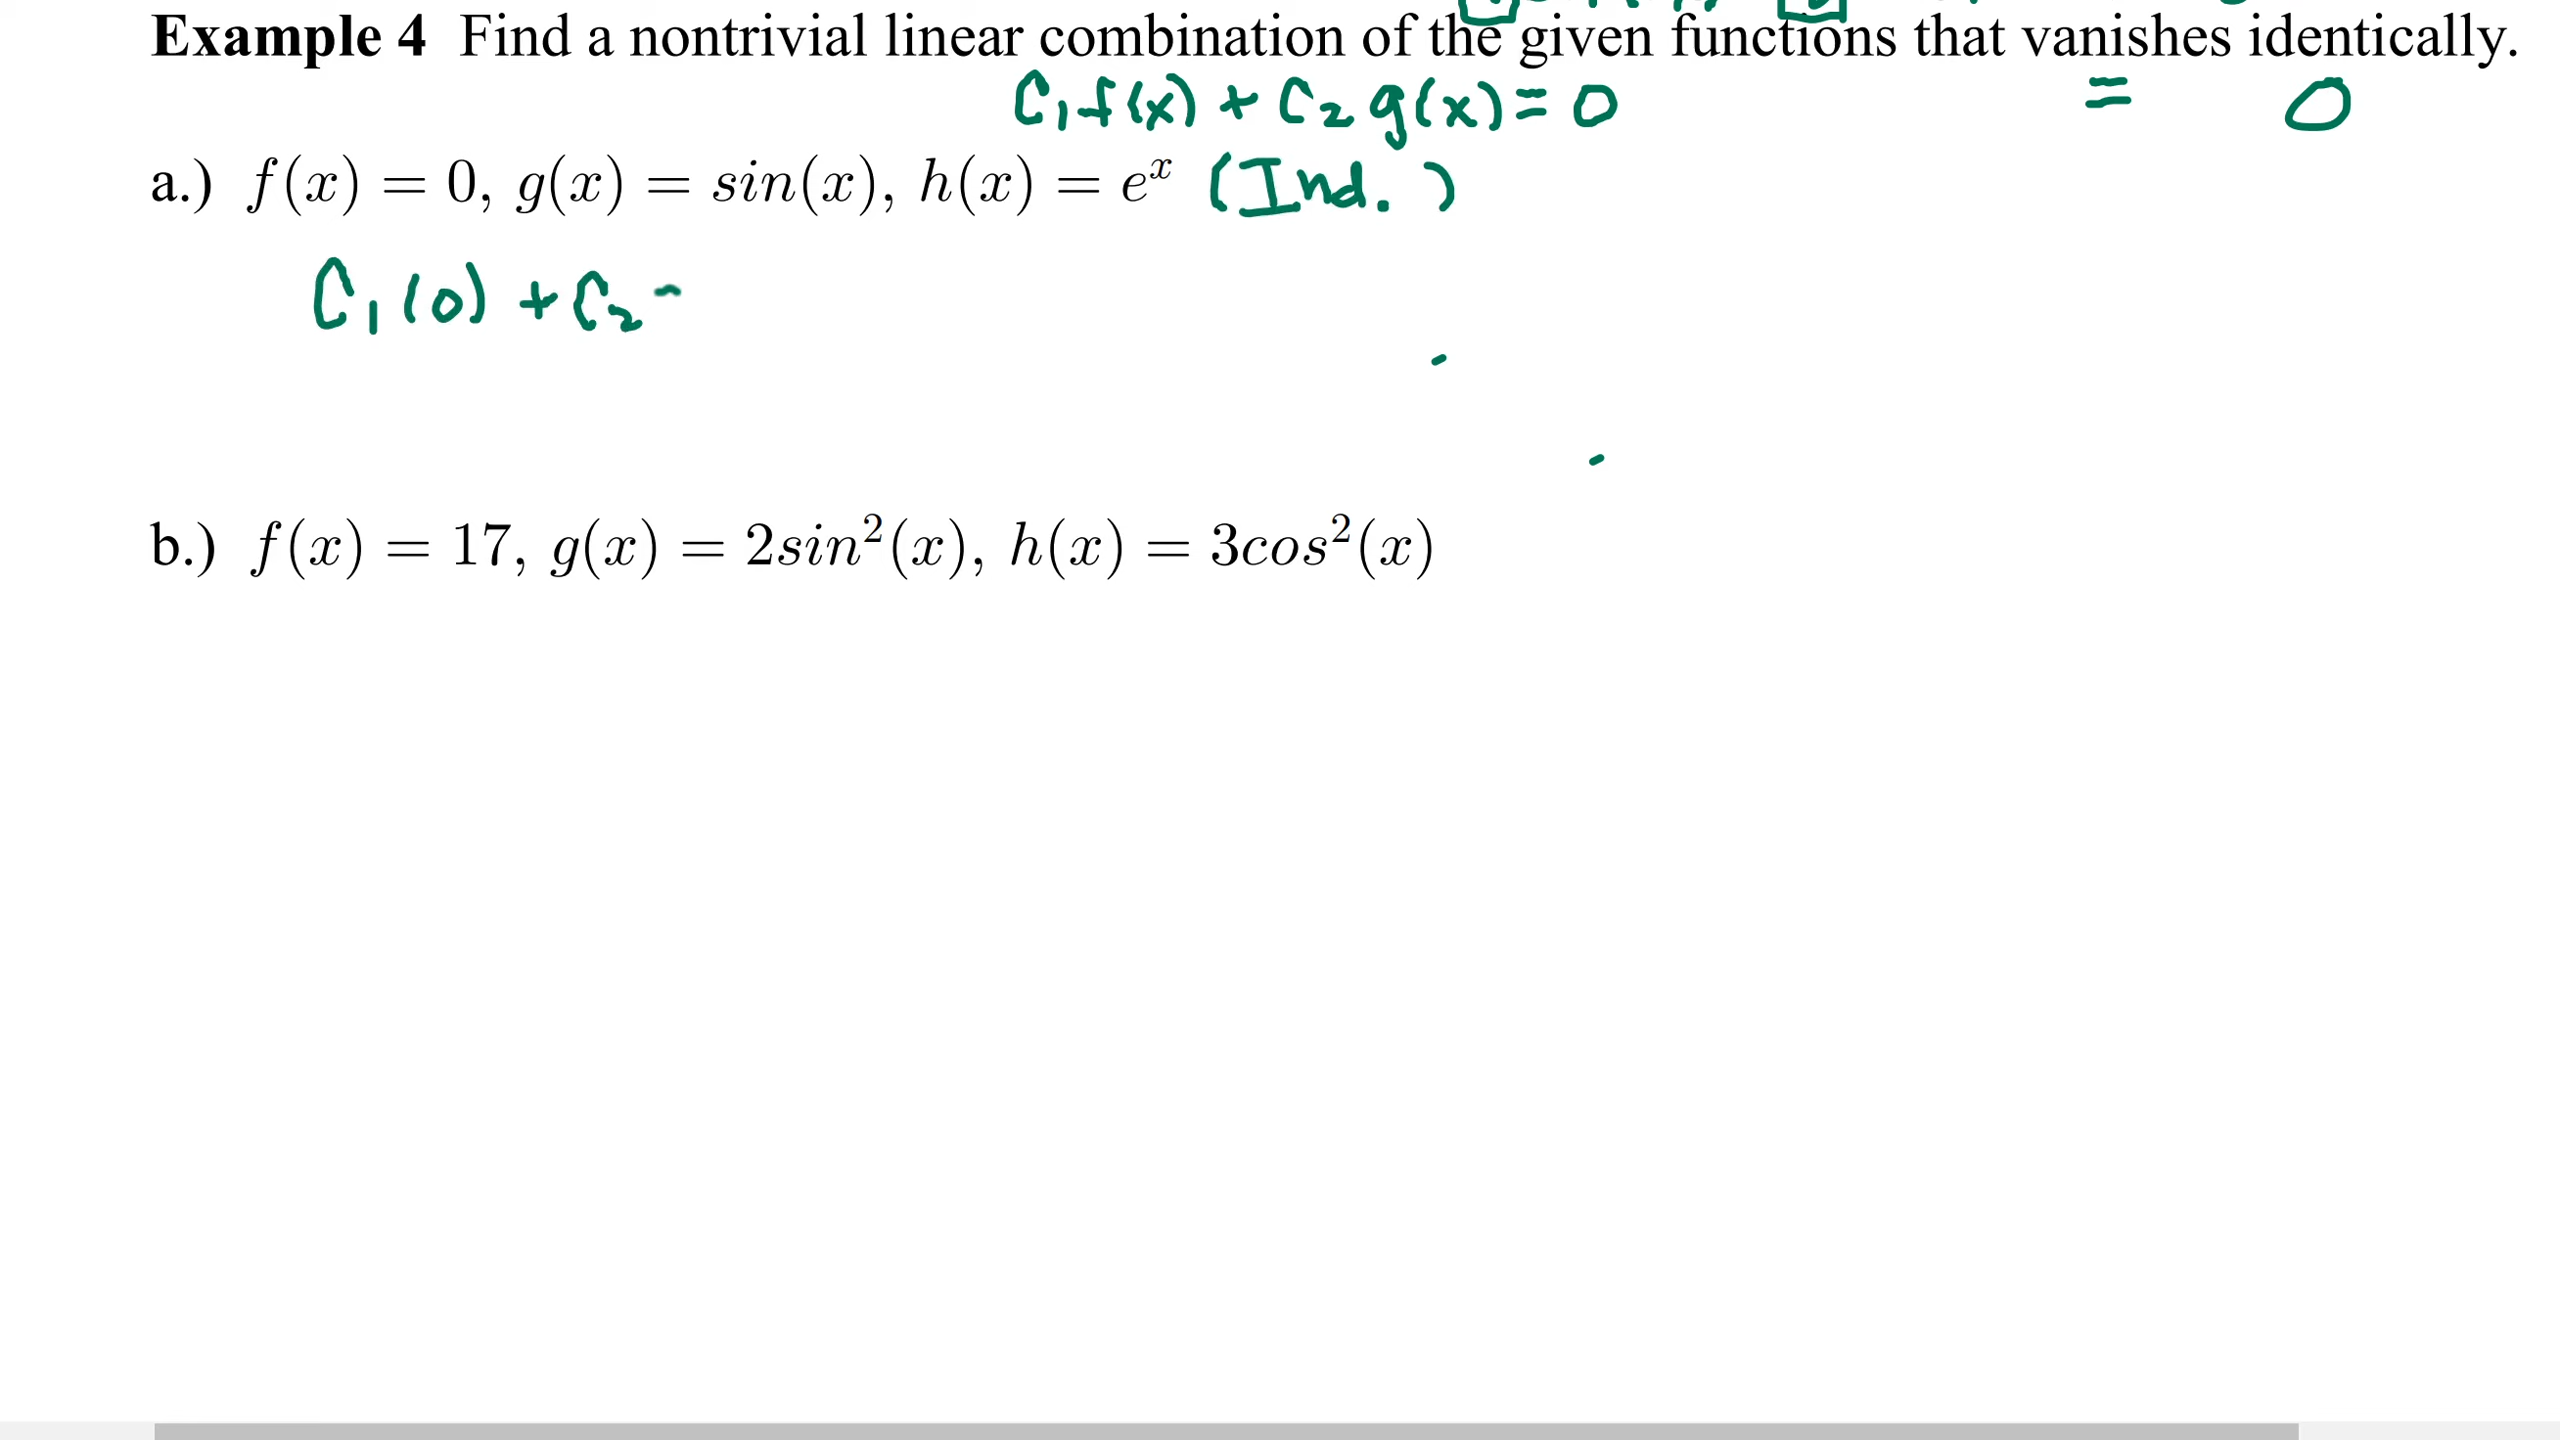 Example 4 Find a nontrivial linear combination of the given functions that vanishes identically.
C₁f(x) + C₂g(x) = 0 = 0
a.) f(x) = 0, g(x) = sin(x), h(x) = eˣ (Ind.)
C₁(0) + C₂
b.) f(x) = 17, g(x) = 2sin²(x), h(x) = 3cos²(x)